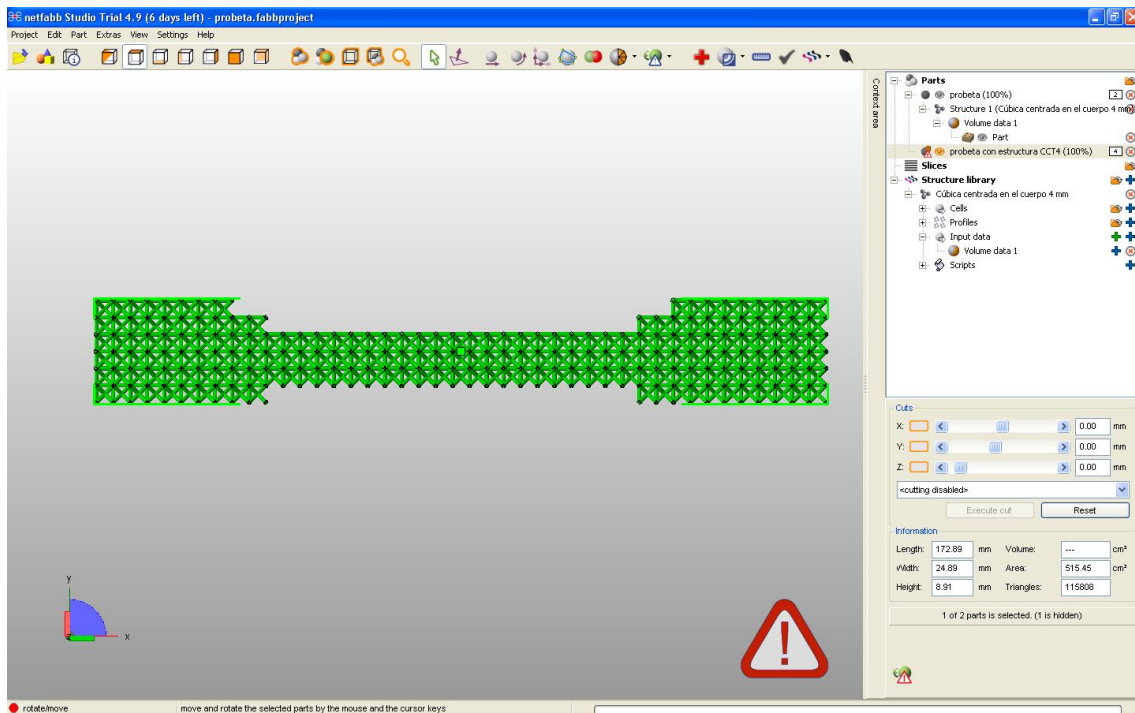 netfabb Studio Trial 4.9 (6 days left) - probeta.fabbproject
Project Edit Part Extras View Settings Help
Context area
Parts
probeta (100%) 2
Structure 1 (Cúbica centrada en el cuerpo 4 mm)
Volume data 1
Part
probeta con estructura CCT4 (100%) 4
Slices
Structure library
Cúbica centrada en el cuerpo 4 mm
Cells
Profiles
Input data
Volume data 1
Scripts
Cuts
X: 0.00 mm
Y: 0.00 mm
Z: 0.00 mm
<cutting disabled>
Execute cut Reset
Information
Length: 172.89 mm Volume: --- cm³
Width: 24.89 mm Area: 515.45 cm²
Height: 8.91 mm Triangles: 115808
1 of 2 parts is selected. (1 is hidden)
y
z x
rotate/move move and rotate the selected parts by the mouse and the cursor keys